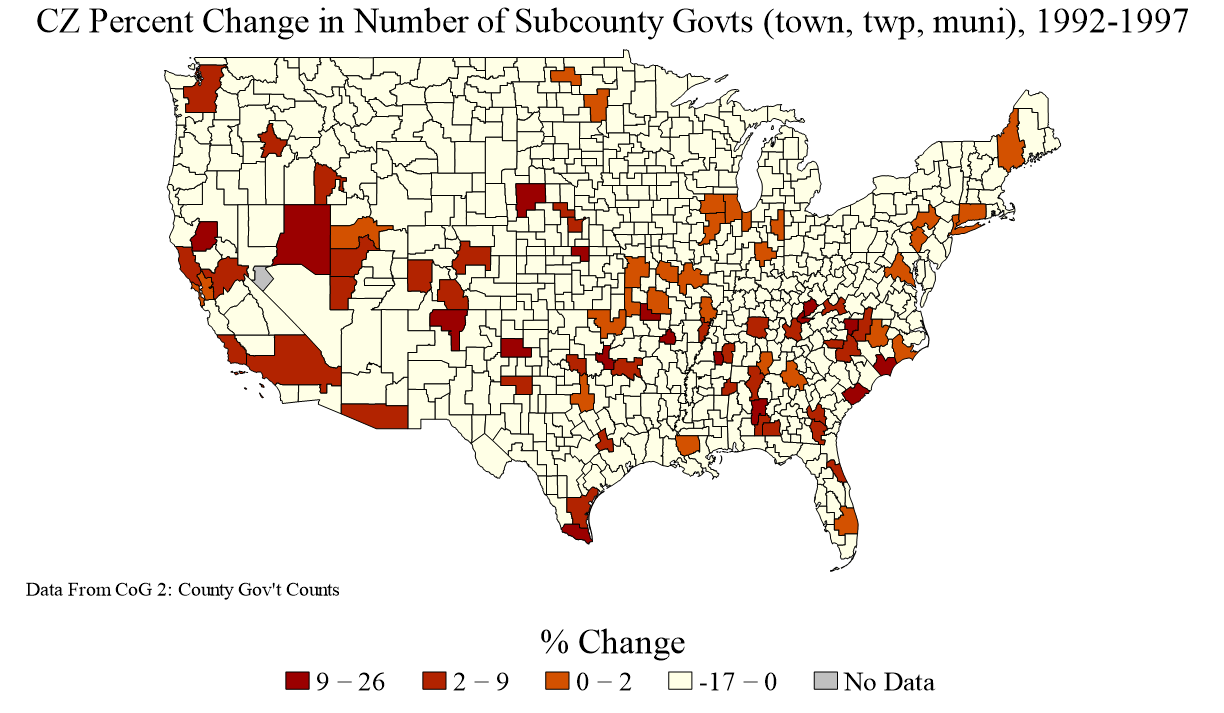 CZ Percent Change in Number of Subcounty Govts (town, twp, muni), 1992-1997
Data From CoG 2: County Gov't Counts
% Change
9 − 26 2 − 9 0 − 2 -17 − 0 No Data